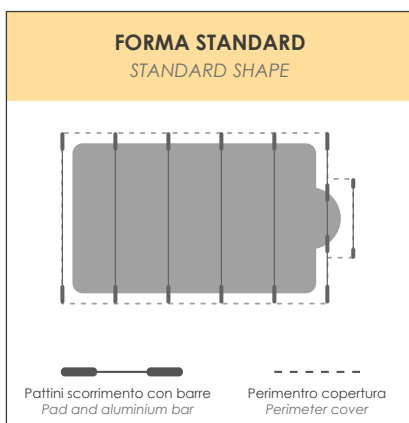 FORMA STANDARD
STANDARD SHAPE
Pattini scorrimento con barre
Pad and aluminium bar
Perimentro copertura
Perimeter cover